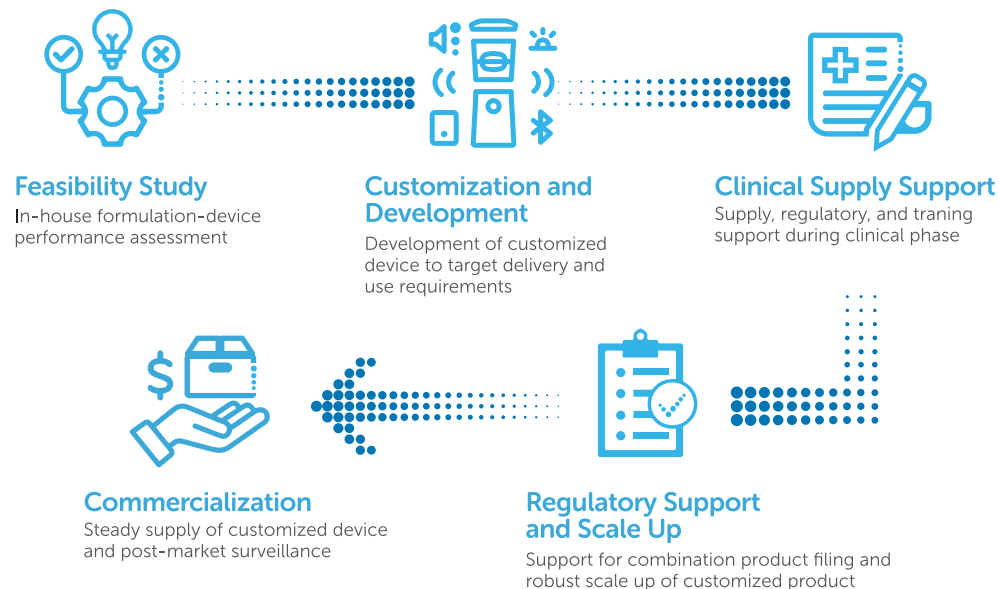 Feasibility Study
In-house formulation-device
performance assessment
Customization and
Development
Development of customized
device to target delivery and
use requirements
Clinical Supply Support
Supply, regulatory, and traning
support during clinical phase
$
Commercialization
Steady supply of customized device
and post-market surveillance
Regulatory Support
and Scale Up
Support for combination product filing and
robust scale up of customized product